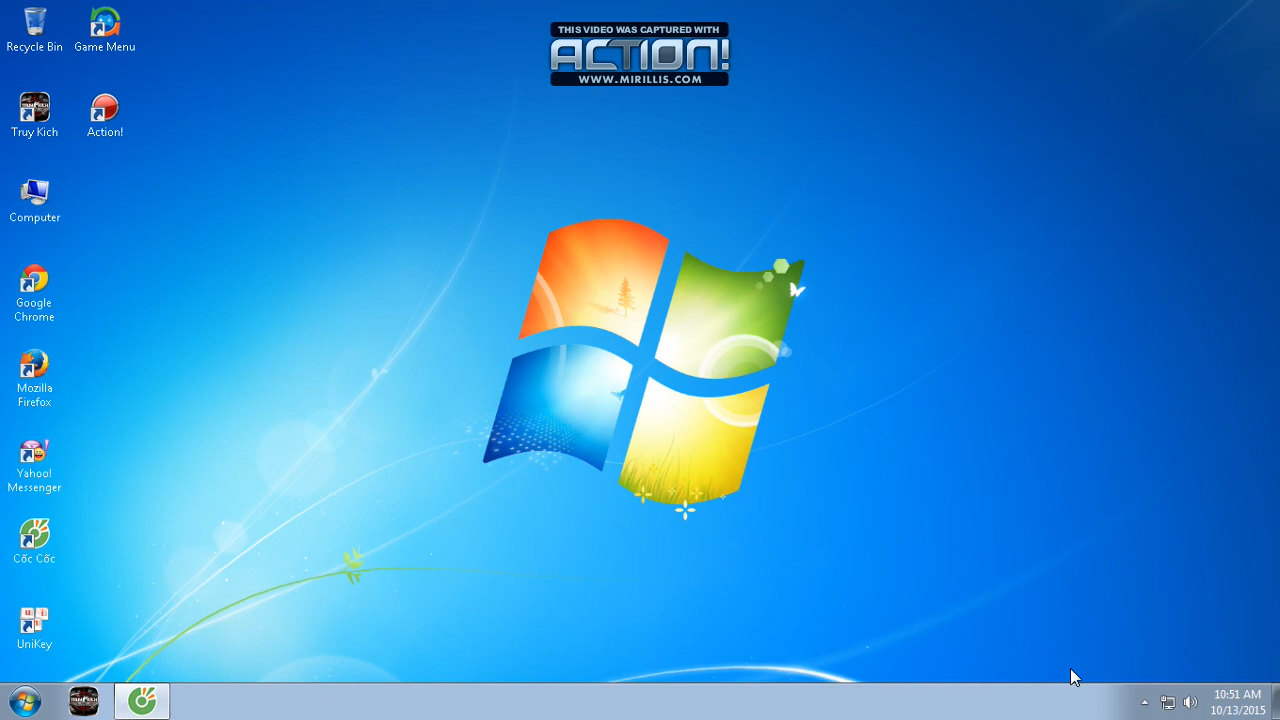 THIS VIDEO WAS CAPTURED WITH
ACTION!
WWW.MIRILLIS.COM
Recycle Bin
Game Menu
Truy Kich
Action!
Computer
Google
Chrome
Mozilla
Firefox
Yahoo!
Messenger
Cốc Cốc
UniKey
10:51 AM
10/13/2015